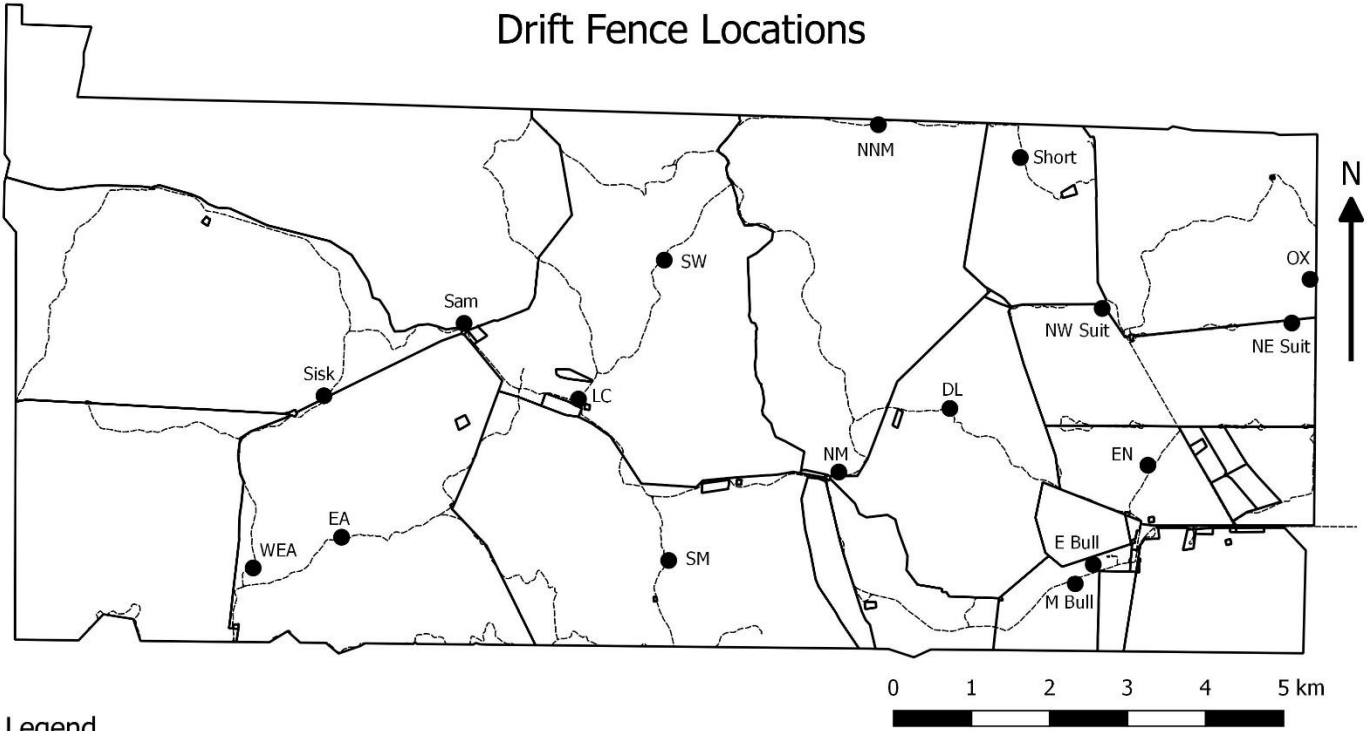 Drift Fence Locations
NNM
Short
N
SW
OX
Sam
NW Suit
NE Suit
Sisk
LC
DL
NM
EN
EA
WEA
SM
E Bull
M Bull
0 1 2 3 4 5 km
Legend